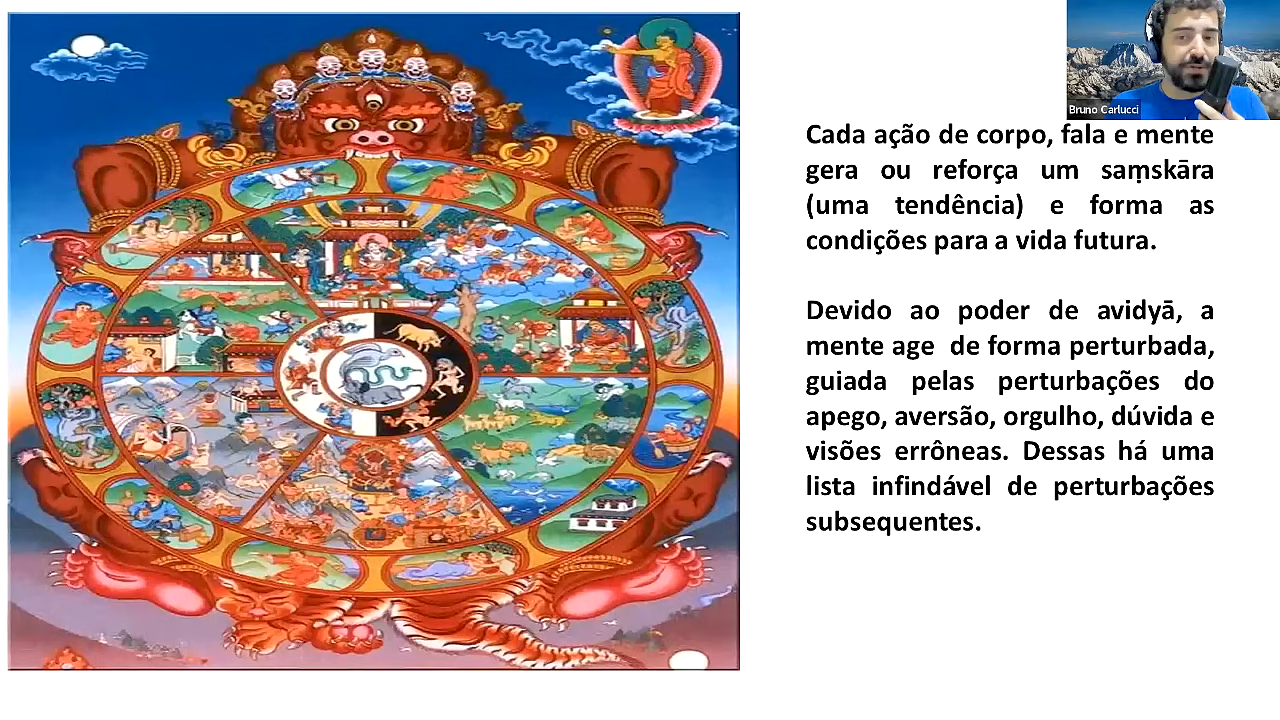 Bruno Carlucci
Cada ação de corpo, fala e mente
gera ou reforça um saṃskāra
(uma tendência) e forma as
condições para a vida futura.
Devido ao poder de avidyā, a
mente age de forma perturbada,
guiada pelas perturbações do
apego, aversão, orgulho, dúvida e
visões errôneas. Dessas há uma
lista infindável de perturbações
subsequentes.